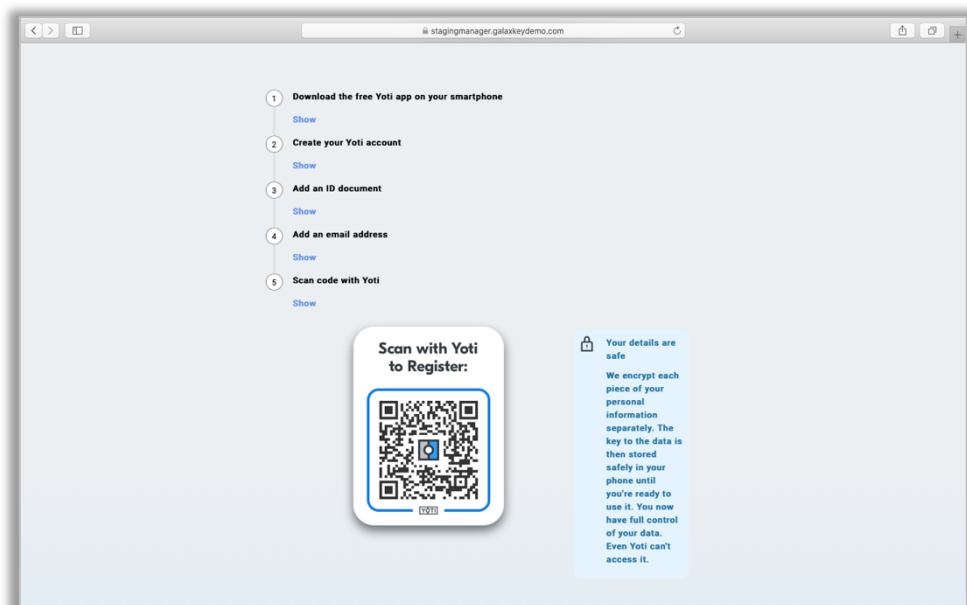 stagingmanager.galaxkeydemo.com
1 Download the free Yoti app on your smartphone
Show
2 Create your Yoti account
Show
3 Add an ID document
Show
4 Add an email address
Show
5 Scan code with Yoti
Show
Scan with Yoti
to Register:
YOTI
Your details are
safe
We encrypt each
piece of your
personal
information
separately. The
key to the data is
then stored
safely in your
phone until
you're ready to
use it. You now
have full control
of your data.
Even Yoti can't
access it.